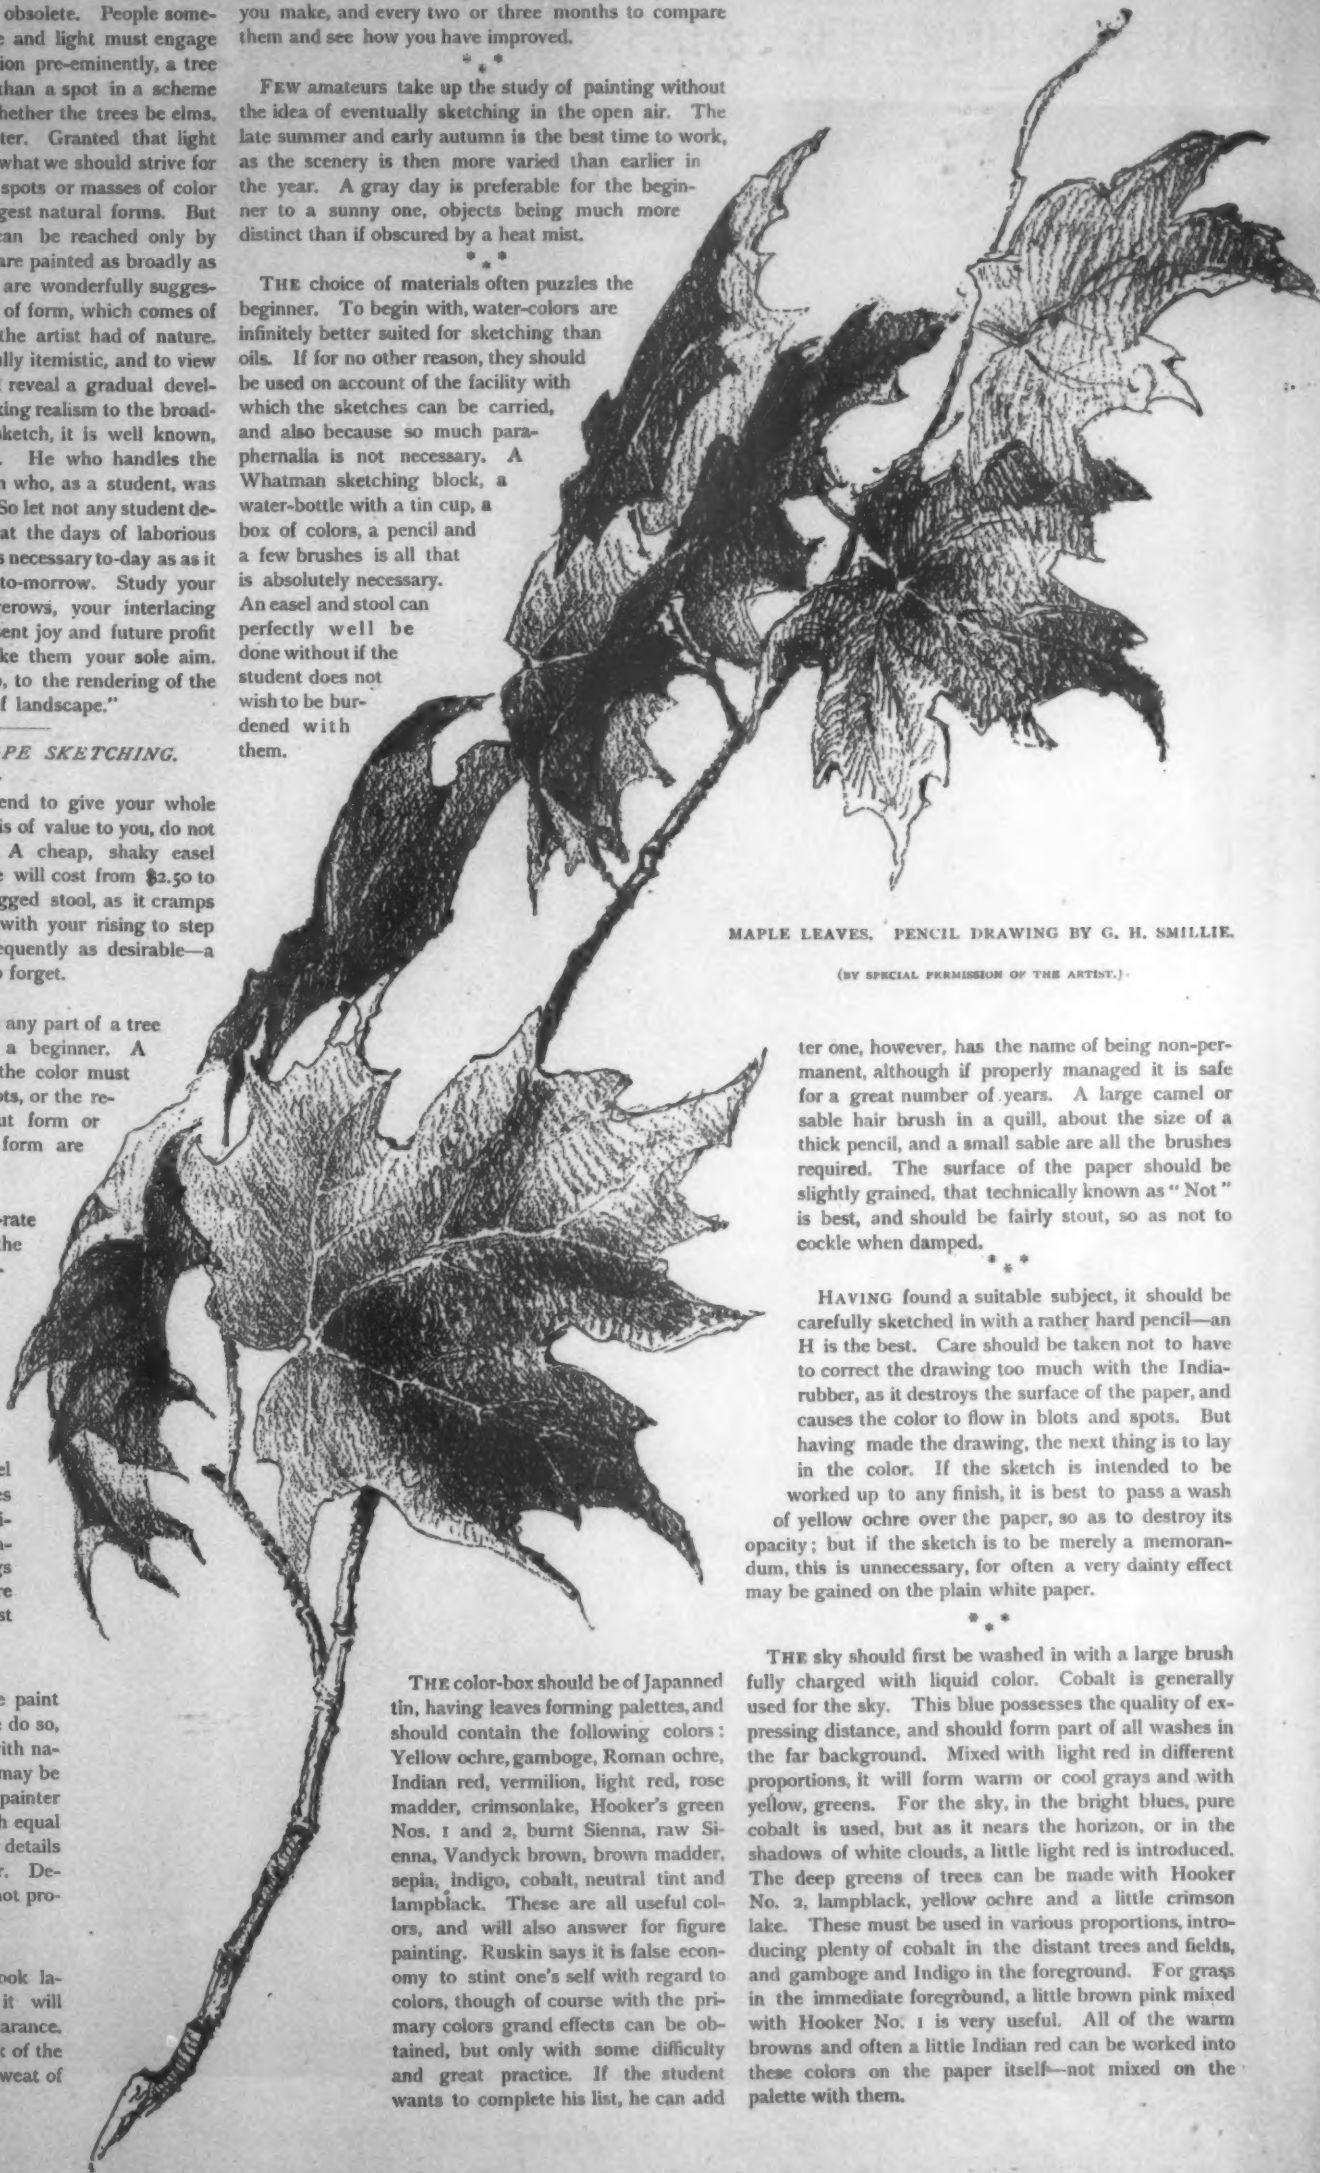 obsolete. People some-
and light must engage
ion pre-eminently, a tree
than a spot in a scheme
hether the trees be elms,
ter. Granted that light
what we should strive for
spots or masses of color
gest natural forms. But
can be reached only by
are painted as broadly as
are wonderfully sugges-
of form, which comes of
the artist had of nature.
lly itemistic, and to view
reveal a gradual devel-
king realism to the broad-
ketch, it is well known,
. He who handles the
who, as a student, was
So let not any student de-
at the days of laborious
s necessary to-day as as it
to-morrow. Study your
erows, your interlacing
ent joy and future profit
ke them your sole aim.
, to the rendering of the
f landscape."
PE SKETCHING.
end to give your whole
is of value to you, do not
A cheap, shaky easel
will cost from $2.50 to
gged stool, as it cramps
with your rising to step
equently as desirable—a
forget.
any part of a tree
a beginner. A
the color must
ots, or the re-
ut form or
form are
-rate
the
el
es
i-
n-
gs
re
st
e paint
do so,
ith na-
may be
painter
h equal
details
r. De-
not pro-
ook la-
it will
arance.
k of the
weat of
you make, and every two or three months to compare
them and see how you have improved.
* * *
FEW amateurs take up the study of painting without
the idea of eventually sketching in the open air. The
late summer and early autumn is the best time to work,
as the scenery is then more varied than earlier in
the year. A gray day is preferable for the begin-
ner to a sunny one, objects being much more
distinct than if obscured by a heat mist.
* * *
THE choice of materials often puzzles the
beginner. To begin with, water-colors are
infinitely better suited for sketching than
oils. If for no other reason, they should
be used on account of the facility with
which the sketches can be carried,
and also because so much para-
phernalia is not necessary. A
Whatman sketching block, a
water-bottle with a tin cup, a
box of colors, a pencil and
a few brushes is all that
is absolutely necessary.
An easel and stool can
perfectly well be
done without if the
student does not
wish to be bur-
dened with
them.
THE color-box should be of Japanned
tin, having leaves forming palettes, and
should contain the following colors:
Yellow ochre, gamboge, Roman ochre,
Indian red, vermilion, light red, rose
madder, crimsonlake, Hooker's green
Nos. 1 and 2, burnt Sienna, raw Si-
enna, Vandyck brown, brown madder,
sepia, indigo, cobalt, neutral tint and
lampblack. These are all useful col-
ors, and will also answer for figure
painting. Ruskin says it is false econ-
omy to stint one's self with regard to
colors, though of course with the pri-
mary colors grand effects can be ob-
tained, but only with some difficulty
and great practice. If the student
wants to complete his list, he can add
MAPLE LEAVES. PENCIL DRAWING BY G. H. SMILLIE.
(BY SPECIAL PERMISSION OF THE ARTIST.)
ter one, however, has the name of being non-per-
manent, although if properly managed it is safe
for a great number of years. A large camel or
sable hair brush in a quill, about the size of a
thick pencil, and a small sable are all the brushes
required. The surface of the paper should be
slightly grained, that technically known as "Not"
is best, and should be fairly stout, so as not to
cockle when damped.
* * *
HAVING found a suitable subject, it should be
carefully sketched in with a rather hard pencil—an
H is the best. Care should be taken not to have
to correct the drawing too much with the India-
rubber, as it destroys the surface of the paper, and
causes the color to flow in blots and spots. But
having made the drawing, the next thing is to lay
in the color. If the sketch is intended to be
worked up to any finish, it is best to pass a wash
of yellow ochre over the paper, so as to destroy its
opacity; but if the sketch is to be merely a memoran-
dum, this is unnecessary, for often a very dainty effect
may be gained on the plain white paper.
* * *
THE sky should first be washed in with a large brush
fully charged with liquid color. Cobalt is generally
used for the sky. This blue possesses the quality of ex-
pressing distance, and should form part of all washes in
the far background. Mixed with light red in different
proportions, it will form warm or cool grays and with
yellow, greens. For the sky, in the bright blues, pure
cobalt is used, but as it nears the horizon, or in the
shadows of white clouds, a little light red is introduced.
The deep greens of trees can be made with Hooker
No. 2, lampblack, yellow ochre and a little crimson
lake. These must be used in various proportions, intro-
ducing plenty of cobalt in the distant trees and fields,
and gamboge and Indigo in the foreground. For grass
in the immediate foreground, a little brown pink mixed
with Hooker No. 1 is very useful. All of the warm
browns and often a little Indian red can be worked into
these colors on the paper itself—not mixed on the
palette with them.